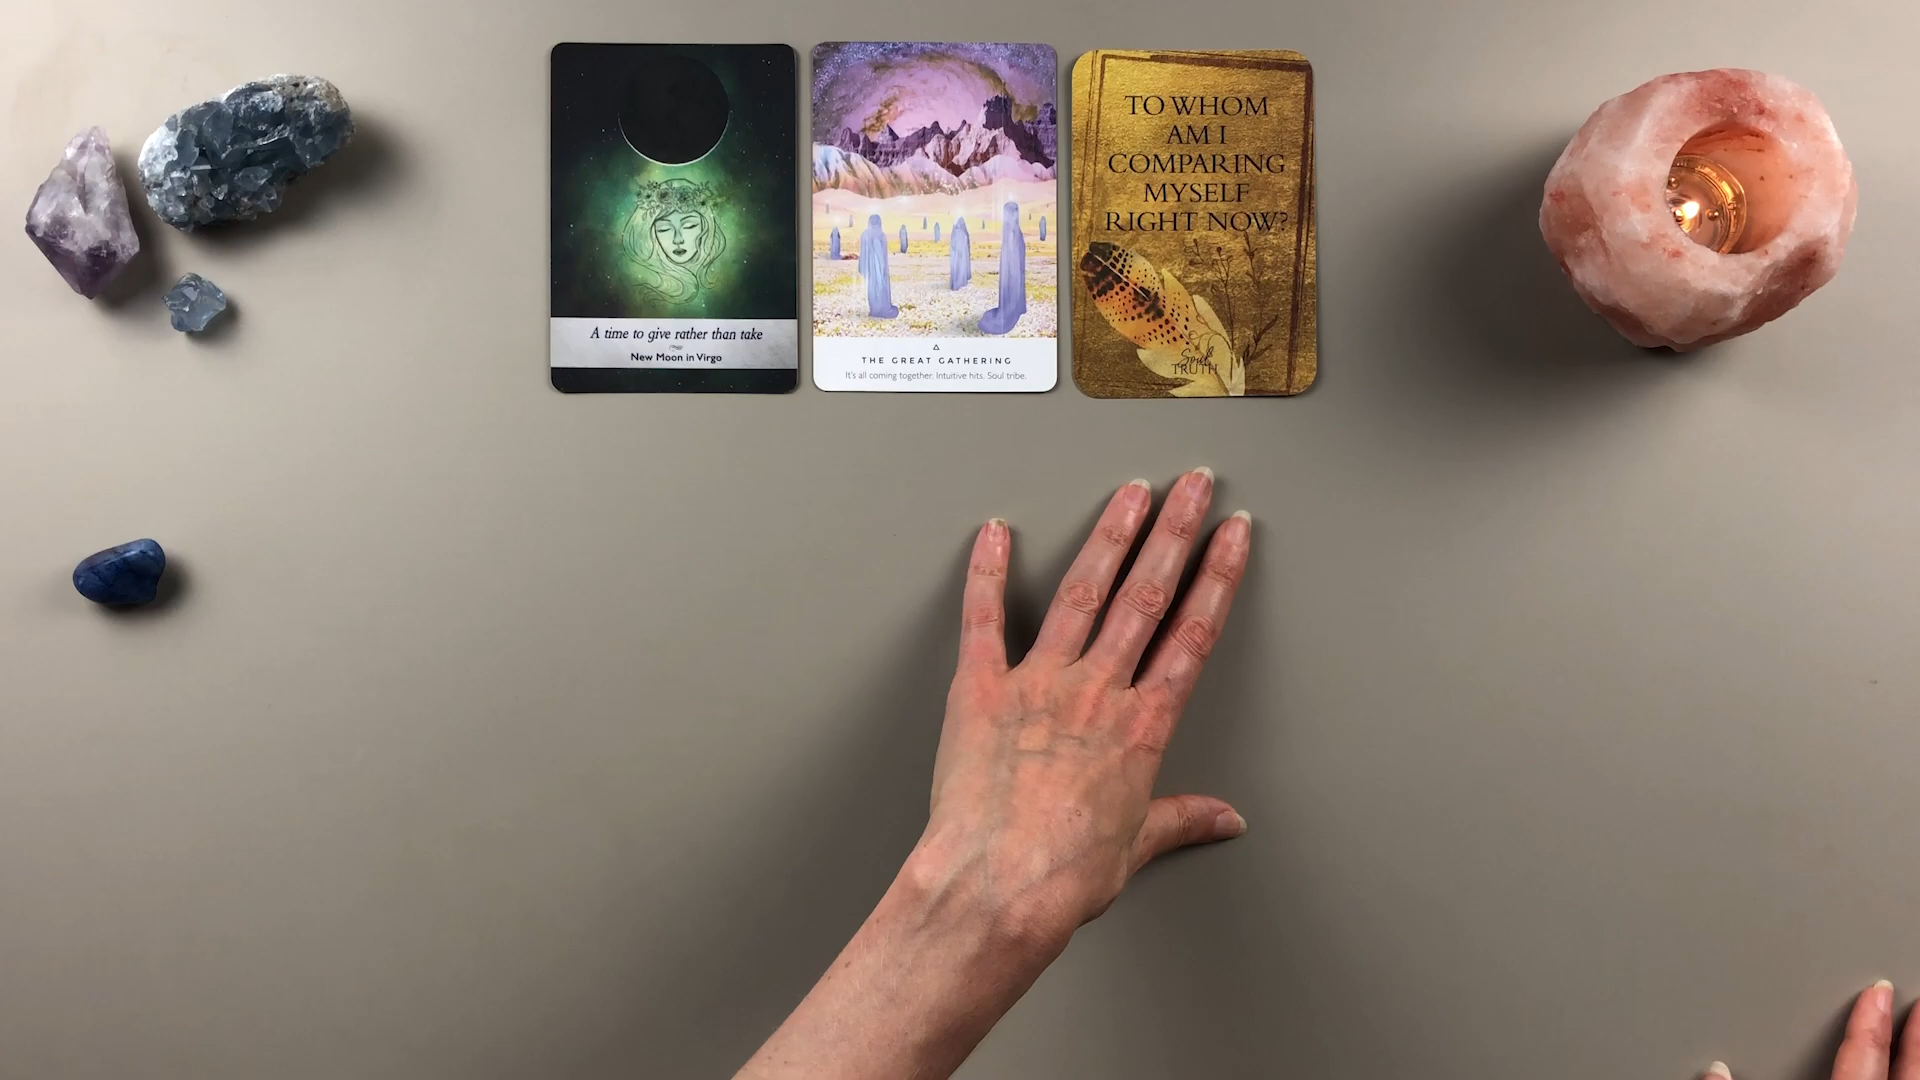 A time to give rather than take
New Moon in Virgo
THE GREAT GATHERING
It's all coming together. Intuitive hits. Soul tribe.
TO WHOM
AM I
COMPARING
MYSELF
RIGHT NOW?
Soul
TRUTH